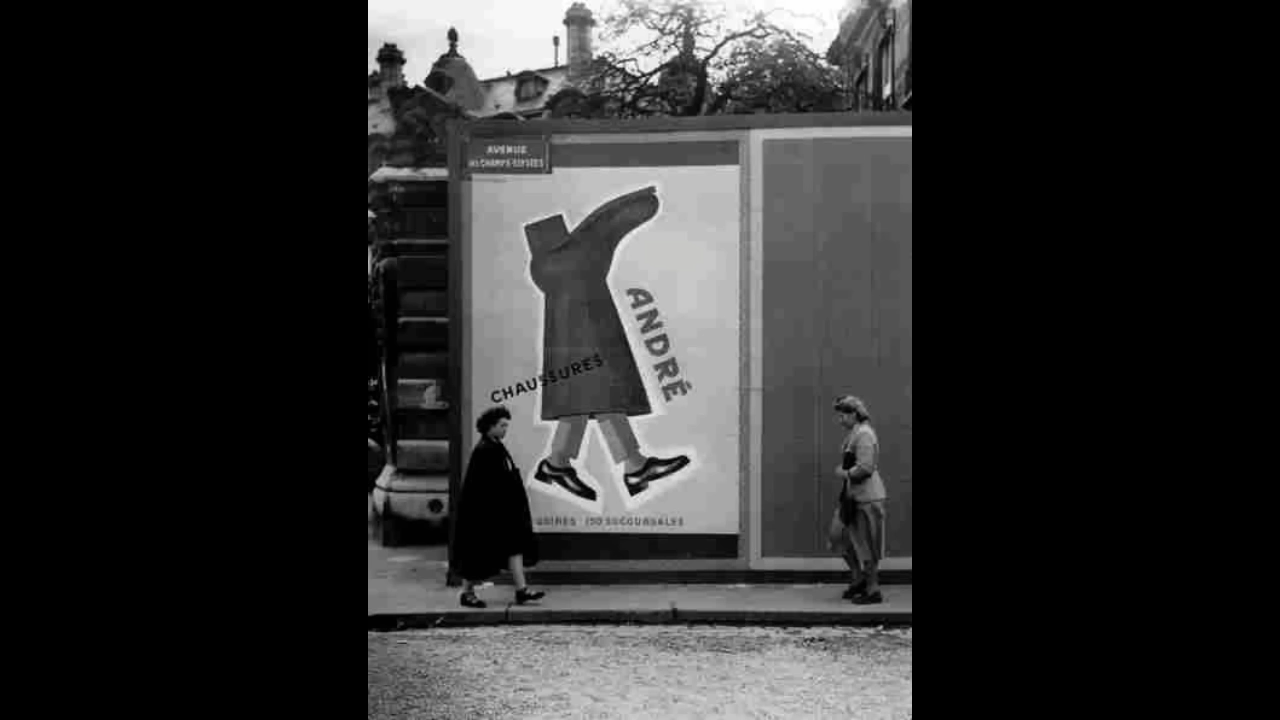 AVENUE
DES CHAMPS-ELYSÉES
ANDRÉ
CHAUSSURES
USINES 150 SUCCURSALES